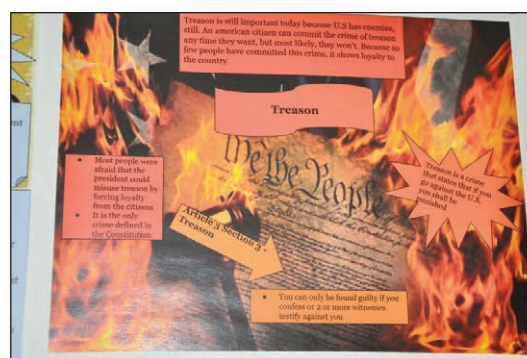 Treason is still important today because U.S has enemies,
still. An american citizen can commit the crime of treason
any time they want, but most likely, they won't. Because so
few people have committed this crime, it shows loyalty to
the country.
Treason
We the People
• Most people were
afraid that the
president could
misuse treason by
forcing loyalty
from the citizens
• It is the only
crime defined in
the Constitution
Treason is a crime
that states that if you
go against the U.S,
you shall be
punished
Article 3 Section 3 -
Treason
• You can only be found guilty if you
confess or 2 or more witnesses
testify against you